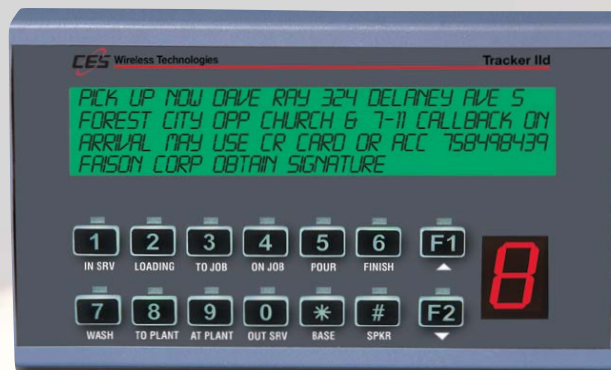 CES Wireless Technologies Tracker IId
PICK UP NOW DAVE RAY 324 DELANEY AVE S
FOREST CITY OPP CHURCH & 7-11 CALLBACK ON
ARRIVAL MAY USE CR CARD OR ACC 758498439
FAISON CORP OBTAIN SIGNATURE
1 2 3 4 5 6 F1
IN SRV LOADING TO JOB ON JOB POUR FINISH
8
7 8 9 0 * # F2
WASH TO PLANT AT PLANT OUT SRV BASE SPKR